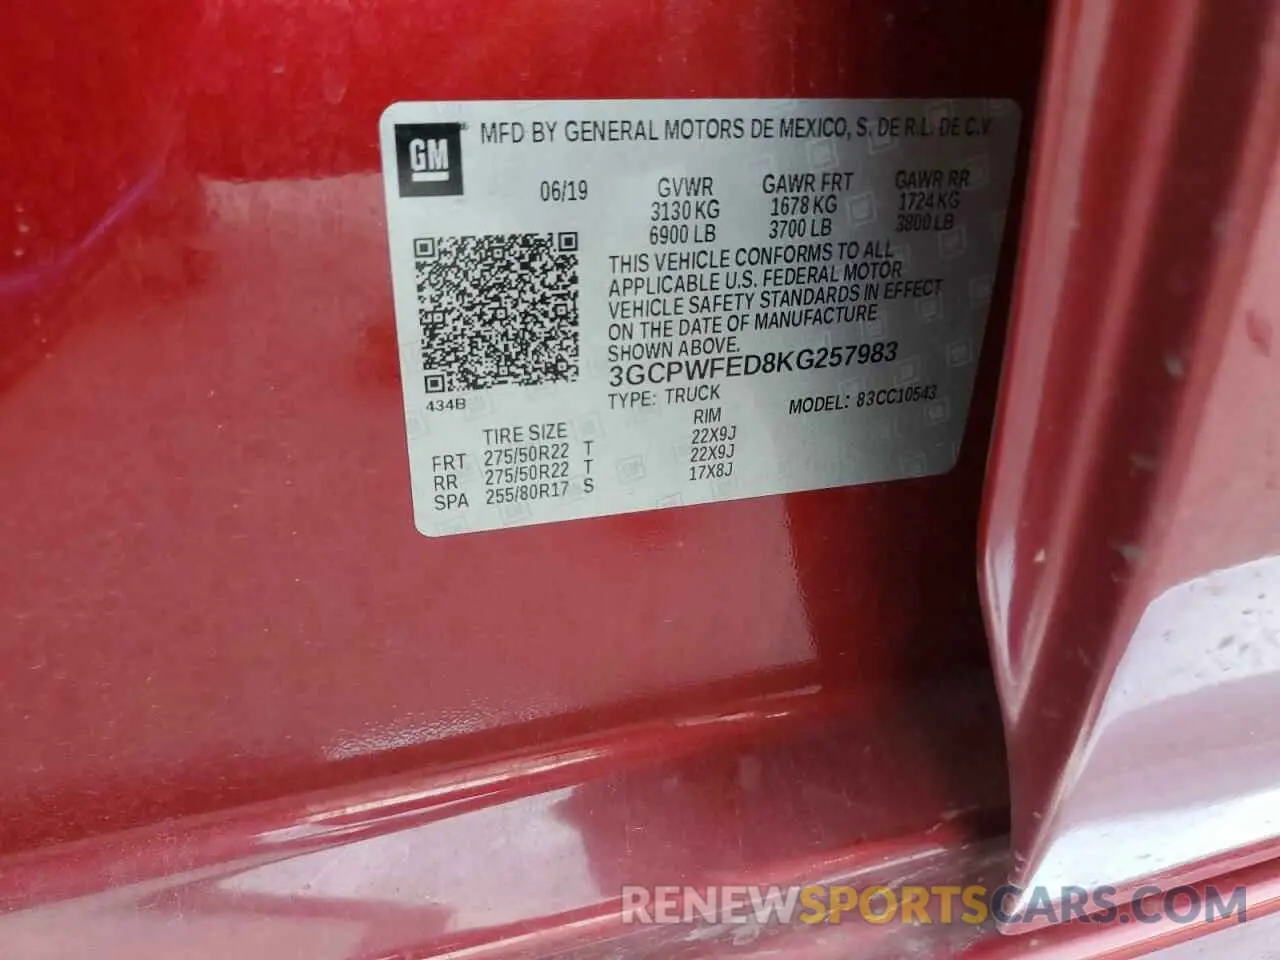 GM
MFD BY GENERAL MOTORS DE MEXICO, S. DE R.L. DE C.V.
06/19
GVWR GAWR FRT GAWR RR
3130 KG 1678 KG 1724 KG
6900 LB 3700 LB 3800 LB
THIS VEHICLE CONFORMS TO ALL
APPLICABLE U.S. FEDERAL MOTOR
VEHICLE SAFETY STANDARDS IN EFFECT
ON THE DATE OF MANUFACTURE
SHOWN ABOVE.
3GCPWFED8KG257983
434B
TYPE: TRUCK MODEL: 83CC10543
TIRE SIZE RIM
FRT 275/50R22 T 22X9J
RR 275/50R22 T 22X9J
SPA 255/80R17 S 17X8J
RENEWSPORTSCARS.COM